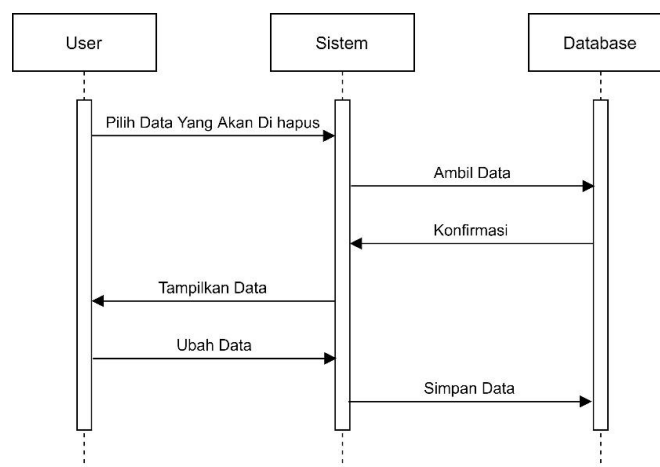 User
Sistem
Database
Pilih Data Yang Akan Di hapus
Ambil Data
Konfirmasi
Tampilkan Data
Ubah Data
Simpan Data